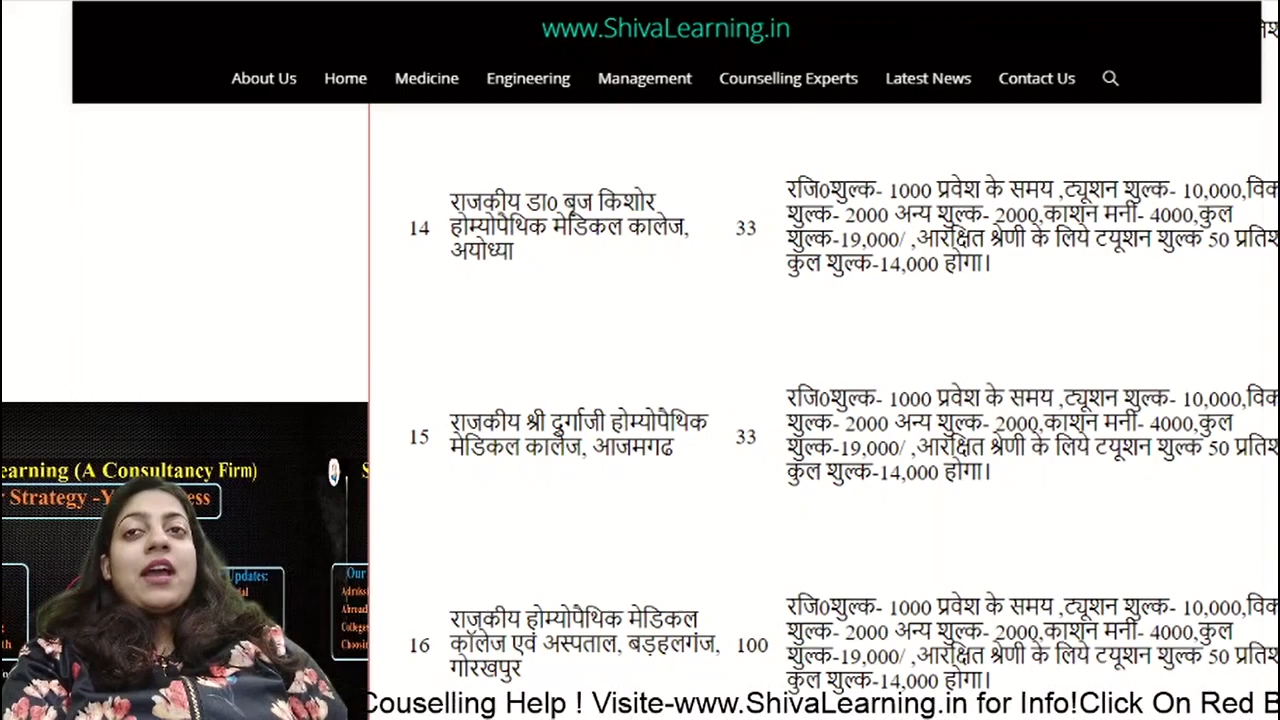 www.ShivaLearning.in
About Us Home Medicine Engineering Management Counselling Experts Latest News Contact Us
14 राजकीय डा0 बृज किशोर होम्योपैथिक मेडिकल कालेज, अयोध्या 33
रजि0शुल्क- 1000 प्रवेश के समय ,ट्यूशन शुल्क- 10,000,
शुल्क- 2000 अन्य शुल्क- 2000,काशन मनी- 4000,कुल
शुल्क-19,000/ ,आरक्षित श्रेणी के लिये टयूशन शुल्क 50
कुल शुल्क-14,000 होगा।
15 राजकीय श्री दुर्गाजी होम्योपैथिक मेडिकल कालेज, आजमगढ 33
रजि0शुल्क- 1000 प्रवेश के समय ,ट्यूशन शुल्क- 10,000,
शुल्क- 2000 अन्य शुल्क- 2000,काशन मनी- 4000,कुल
शुल्क-19,000/ ,आरक्षित श्रेणी के लिये टयूशन शुल्क 50
कुल शुल्क-14,000 होगा।
16 राजकीय होम्योपैथिक मेडिकल कॉलेज एवं अस्पताल, बड़हलगंज, गोरखपुर 100
रजि0शुल्क- 1000 प्रवेश के समय ,ट्यूशन शुल्क- 10,000,
शुल्क- 2000 अन्य शुल्क- 2000,काशन मनी- 4000,कुल
शुल्क-19,000/ ,आरक्षित श्रेणी के लिये टयूशन शुल्क 50
कुल शुल्क-14,000 होगा।
earning (A Consultancy Firm)
Strategy
Updates:
Our
Couselling Help ! Visite-www.ShivaLearning.in for Info!Click On Red